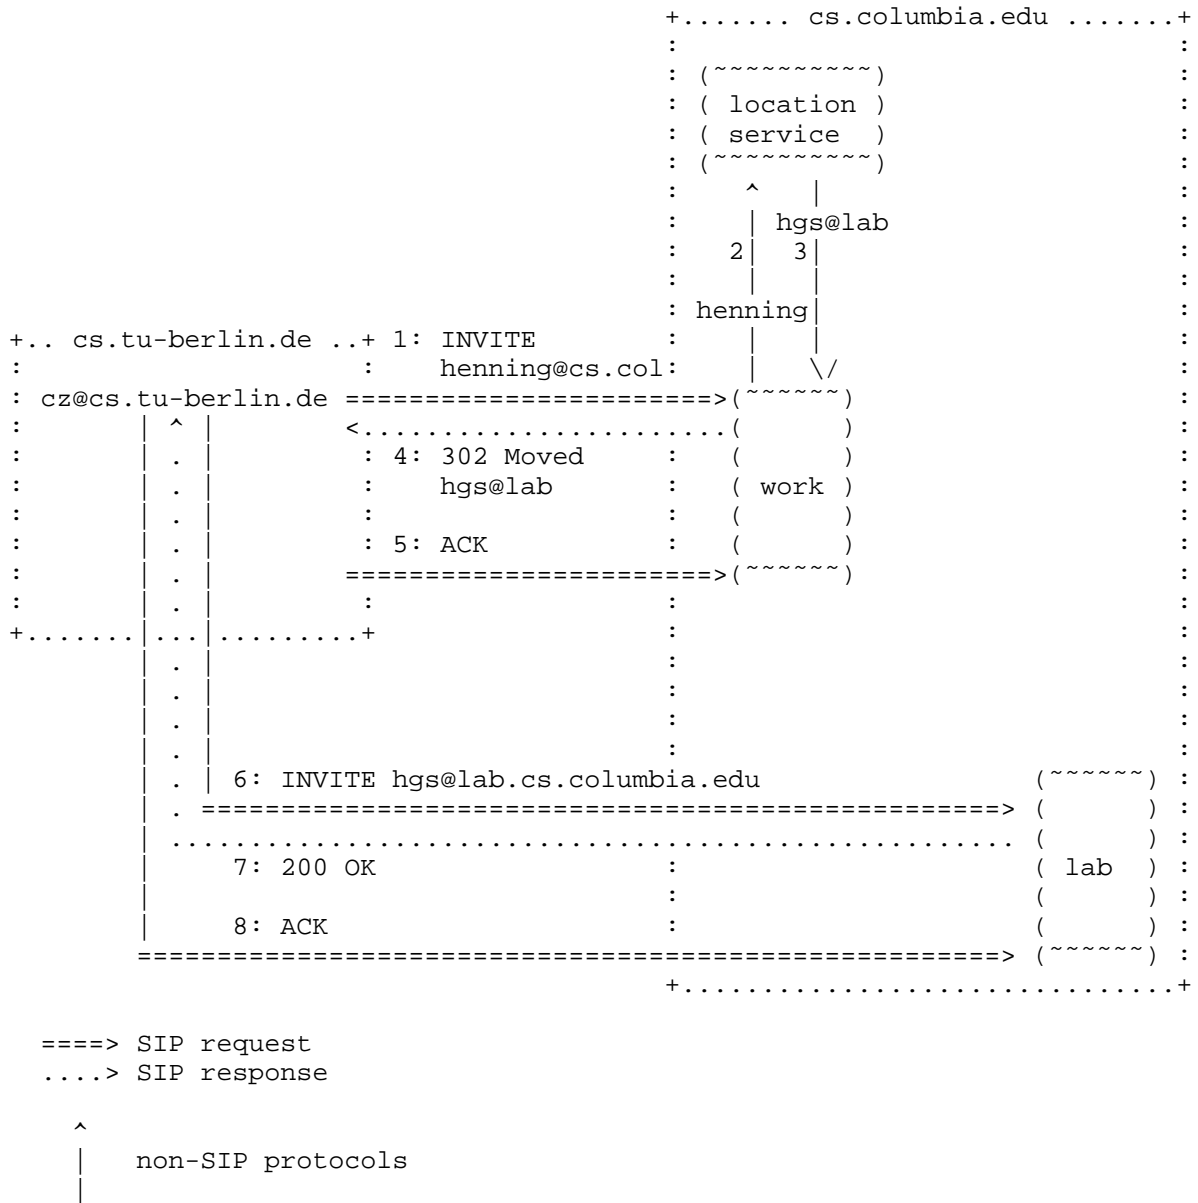 +....... cs.columbia.edu .......+
:                               :
: (~~~~~~~~~~)                  :
: ( location )                  :
: ( service  )                  :
: (~~~~~~~~~~)                  :
:    ^   |                      :
:    | hgs@lab                  :
:   2|  3|                      :
:    |   |                      :
: henning|                      :
+.. cs.tu-berlin.de ..+ 1: INVITE        :    |   |                      :
:                     :    henning@cs.col:    |   \/                     :
: cz@cs.tu-berlin.de =======================>(~~~~~~)                    :
:       | ^ |        <.......................(      )                    :
:       | . |         : 4: 302 Moved     :   (      )                    :
:       | . |         :    hgs@lab       :   ( work )                    :
:       | . |         :                  :   (      )                    :
:       | . |         : 5: ACK           :   (      )                    :
:       | . |        =======================>(~~~~~~)                    :
:       | . |         :                  :                               :
+.......|...|.........+                  :                               :
        | . |                            :                               :
        | . |                            :                               :
        | . |                            :                               :
        | . |                            :                               :
        | . | 6: INVITE hgs@lab.cs.columbia.edu                 (~~~~~~) :
        | . ==================================================> (      ) :
        | ..................................................... (      ) :
        |     7: 200 OK                  :                      ( lab  ) :
        |                                :                      (      ) :
        |     8: ACK                     :                      (      ) :
        ======================================================> (~~~~~~) :
                                         +...............................+
====> SIP request
....> SIP response
^
|   non-SIP protocols
|